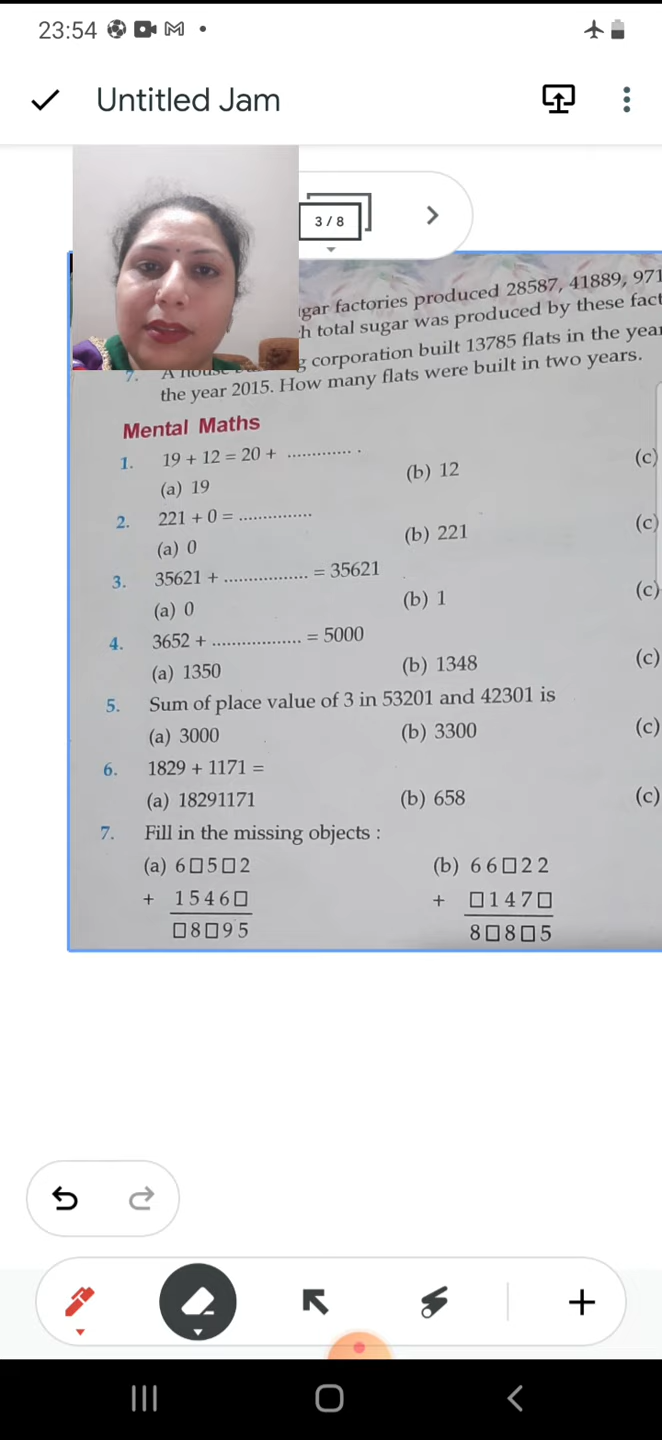 23:54
Untitled Jam
3 / 8
gar factories produced 28587, 41889, 971
h total sugar was produced by these fact
7. A house g corporation built 13785 flats in the year
the year 2015. How many flats were built in two years.
Mental Maths
1. 19 + 12 = 20 + ............. .
(a) 19 (b) 12 (c)
2. 221 + 0 = ...............
(a) 0 (b) 221 (c)
3. 35621 + ................. = 35621
(a) 0 (b) 1 (c)
4. 3652 + .................. = 5000
(a) 1350 (b) 1348 (c)
5. Sum of place value of 3 in 53201 and 42301 is
(a) 3000 (b) 3300 (c)
6. 1829 + 1171 =
(a) 18291171 (b) 658 (c)
7. Fill in the missing objects :
(a) 6□5□2 (b) 66□22
+ 1546□ + □147□
□8□95 8□8□5